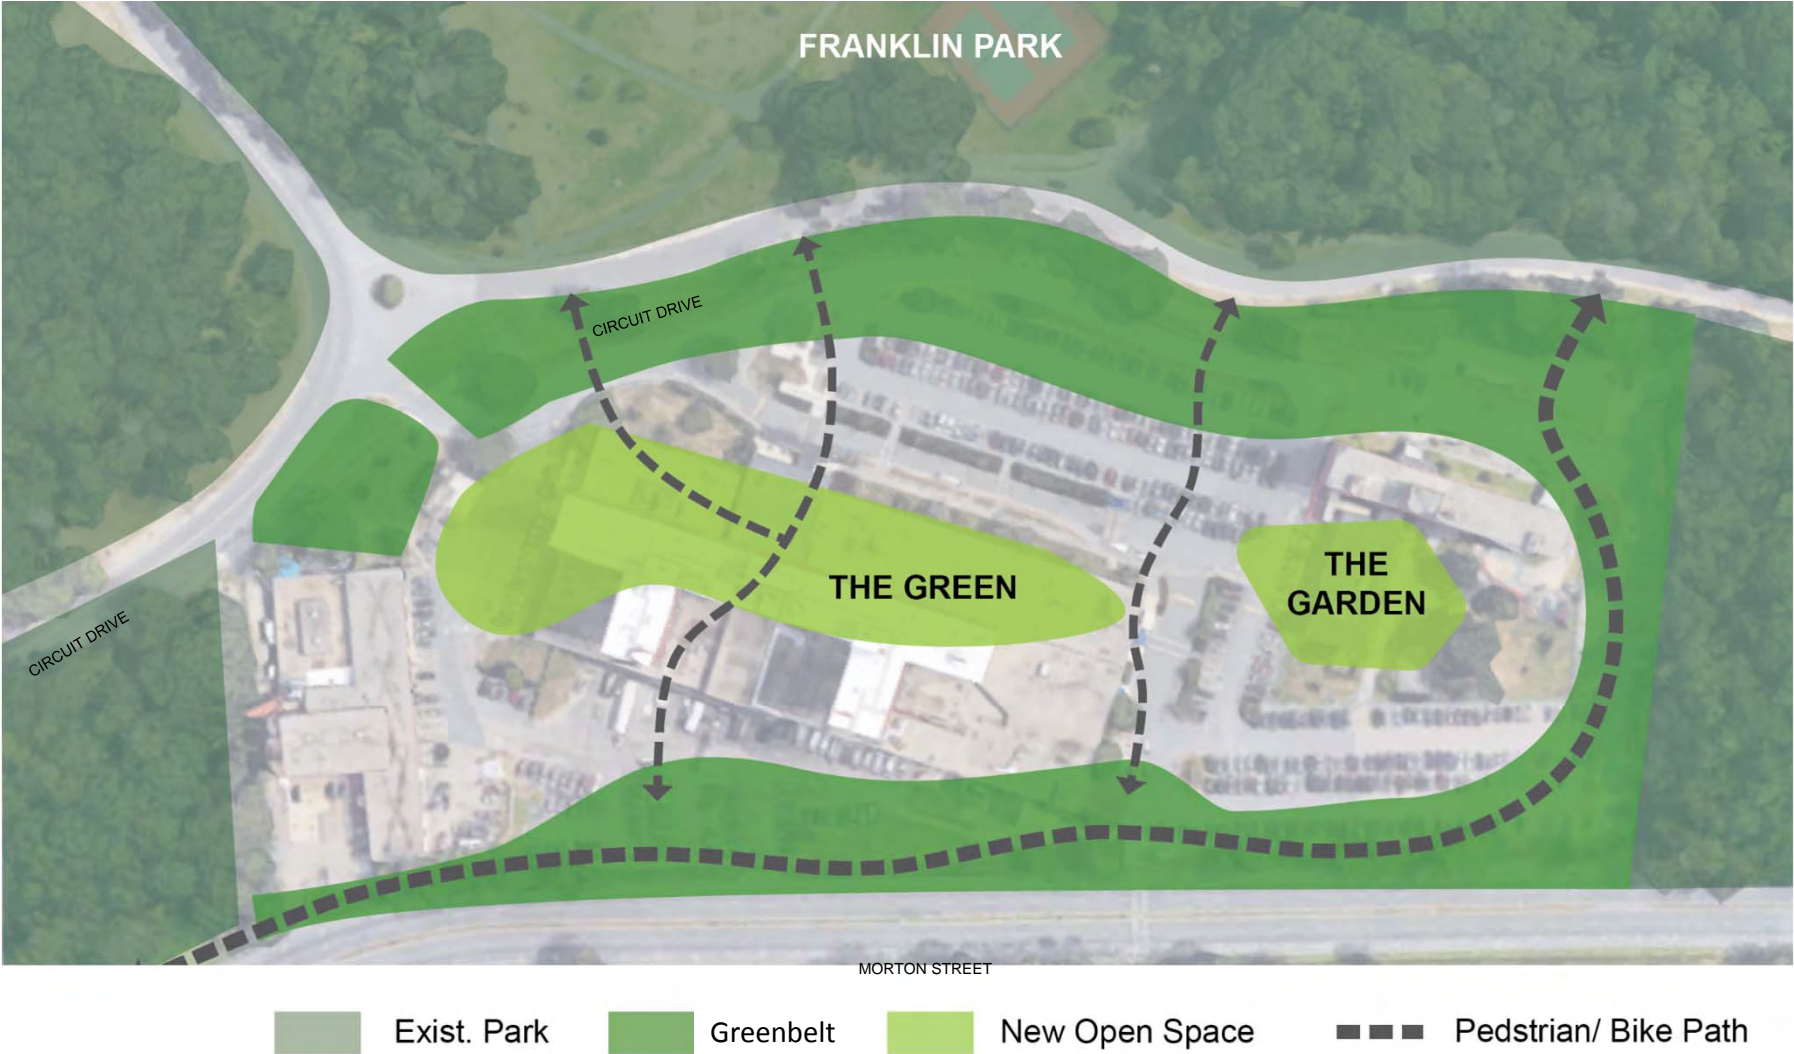 FRANKLIN PARK
CIRCUIT DRIVE
THE GREEN
THE
GARDEN
CIRCUIT DRIVE
MORTON STREET
Exist. Park
Greenbelt
New Open Space
Pedstrian/ Bike Path